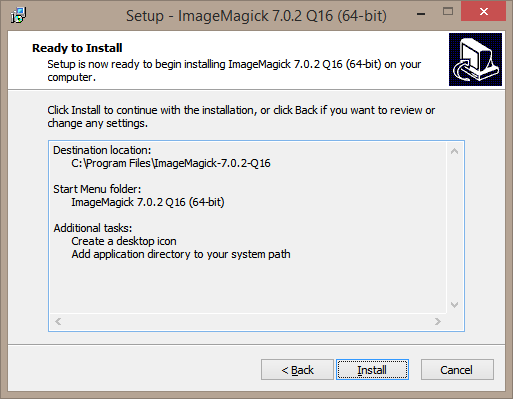 Setup - ImageMagick 7.0.2 Q16 (64-bit)
Ready to Install
Setup is now ready to begin installing ImageMagick 7.0.2 Q16 (64-bit) on your
computer.
Click Install to continue with the installation, or click Back if you want to review or
change any settings.
Destination location:
C:\Program Files\ImageMagick-7.0.2-Q16
Start Menu folder:
ImageMagick 7.0.2 Q16 (64-bit)
Additional tasks:
Create a desktop icon
Add application directory to your system path
< Back
Install
Cancel